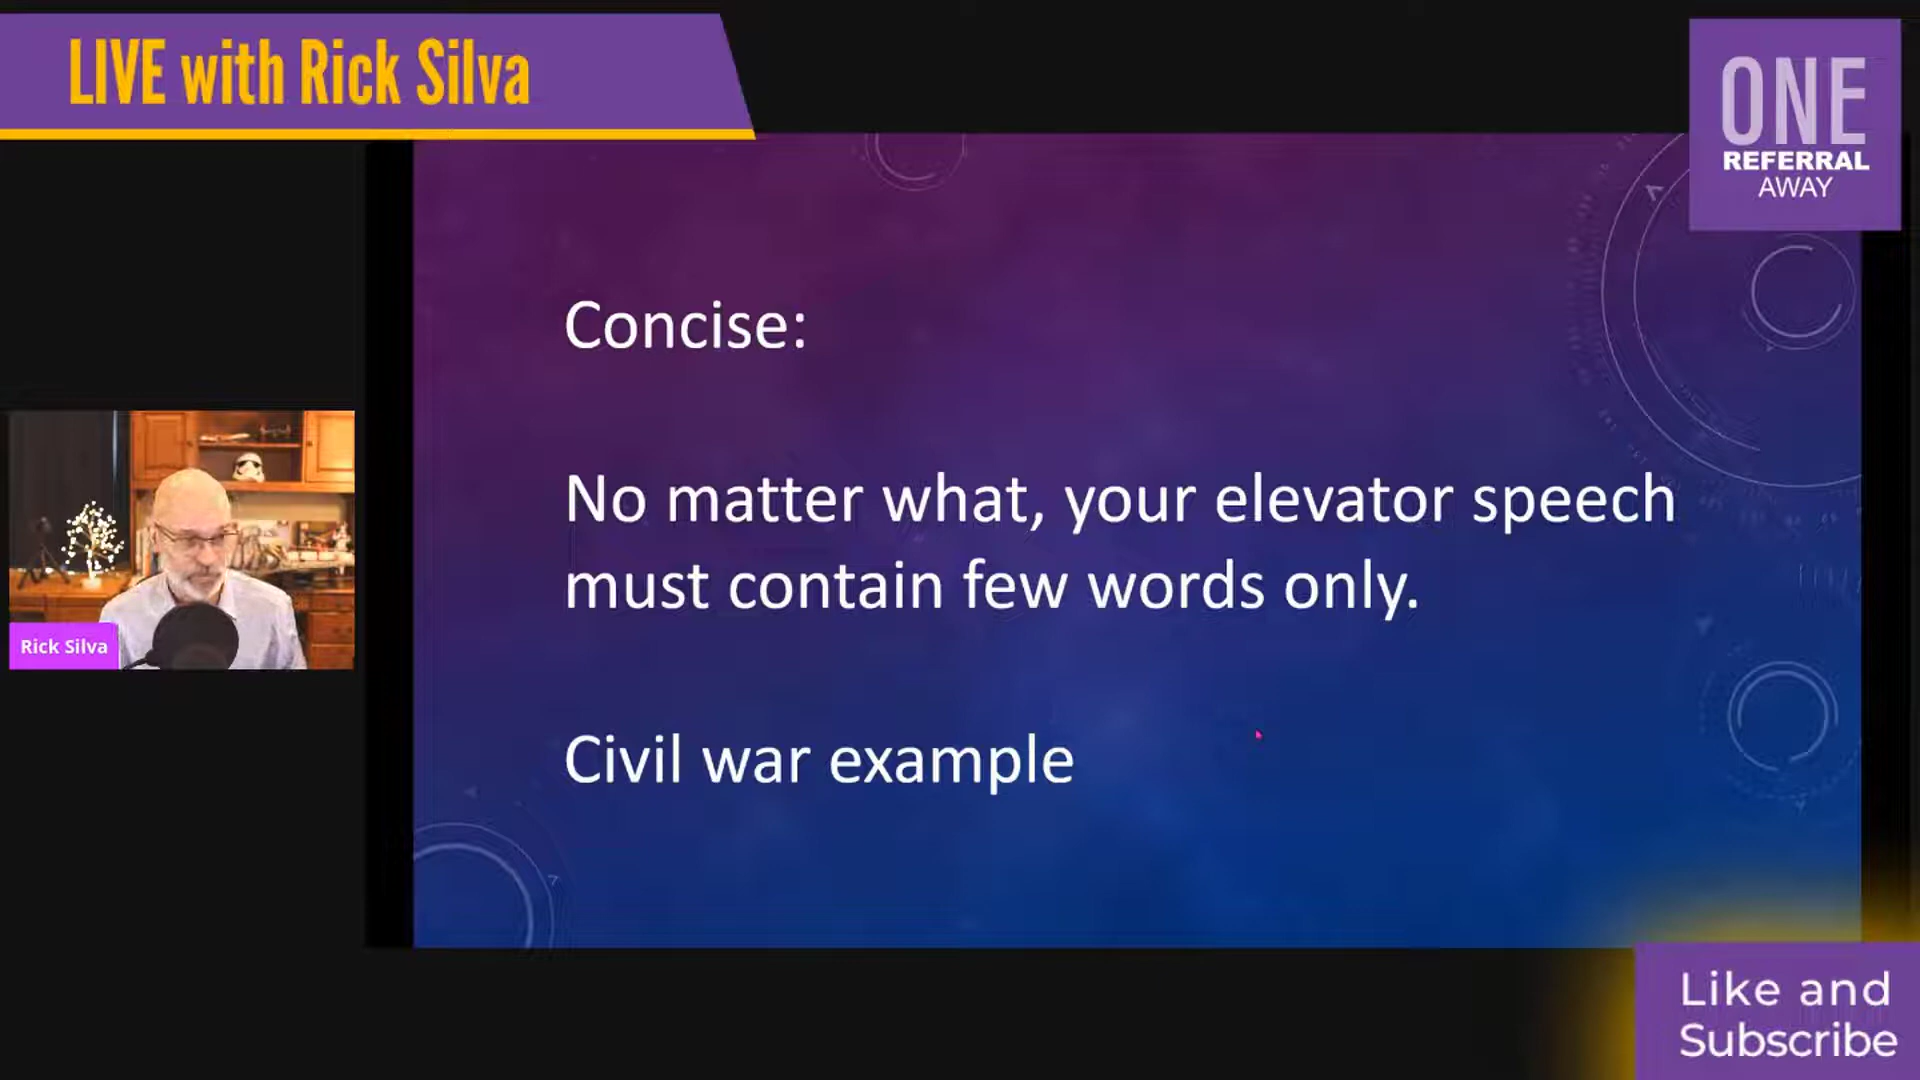 LIVE with Rick Silva
ONE
REFERRAL
AWAY
Concise:
No matter what, your elevator speech
must contain few words only.
Civil war example
Rick Silva
Like and
Subscribe